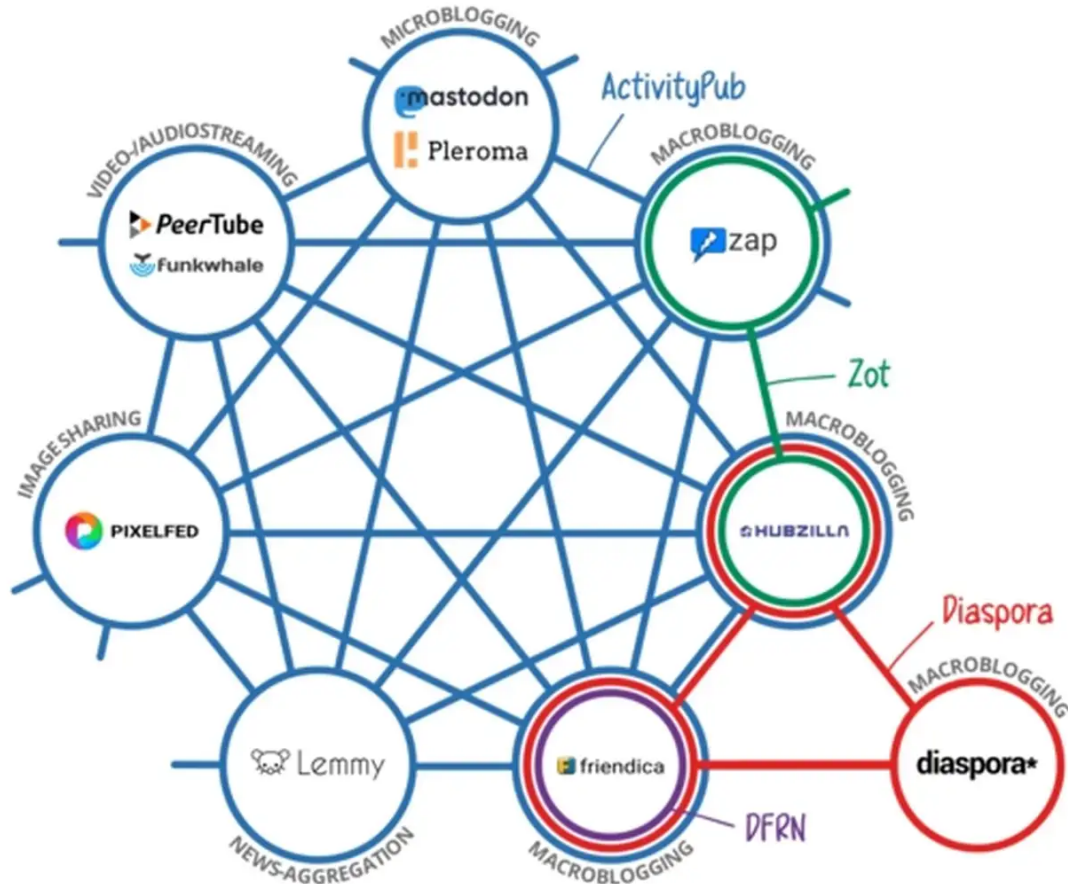 MICROBLOGGING
mastodon
Pleroma
ActivityPub
VIDEO-/AUDIOSTREAMING
PeerTube
Funkwhale
MACROBLOGGING
zap
Zot
IMAGE SHARING
PIXELFED
MACROBLOGGING
HUBZILLA
Diaspora
MACROBLOGGING
diaspora*
Lemmy
NEWS-AGGREGATION
friendica
DFRN
MACROBLOGGING